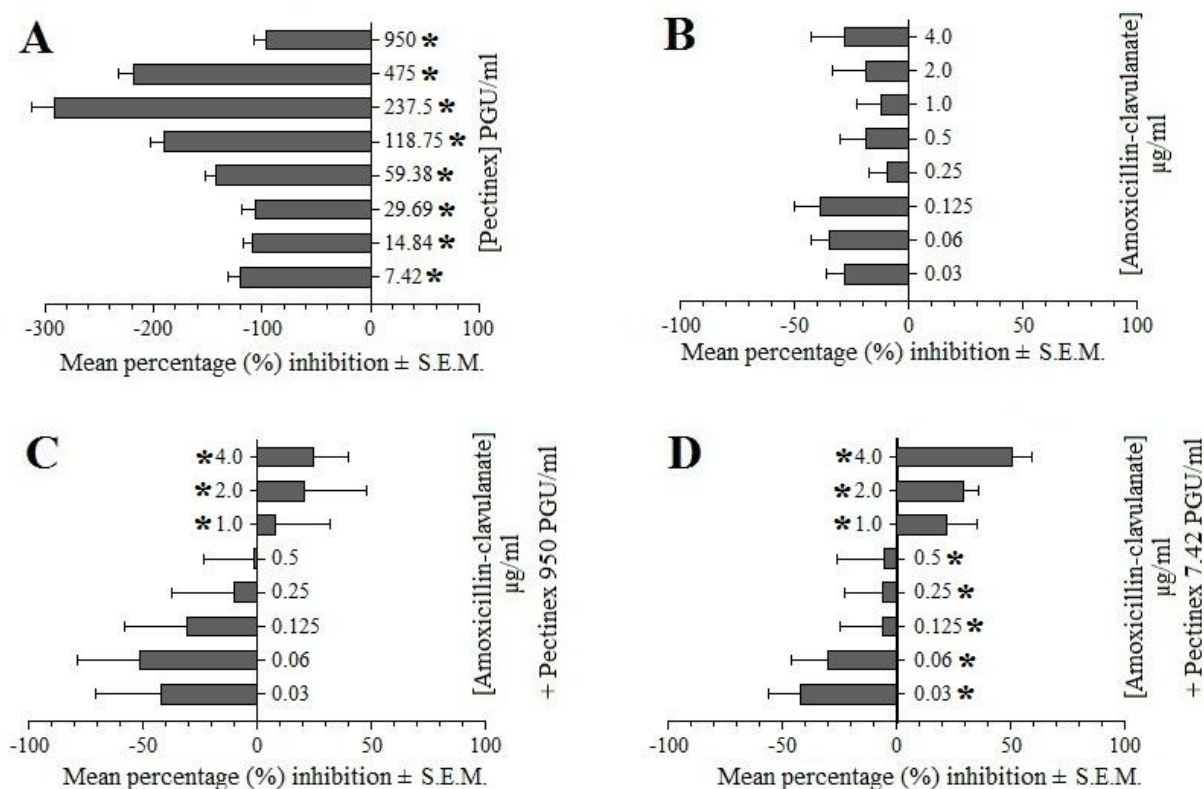 A
950 *
475 *
237.5 *
118.75 *
59.38 *
29.69 *
14.84 *
7.42 *
[Pectinex] PGU/ml
-300 -200 -100 0 100
Mean percentage (%) inhibition ± S.E.M.
B
4.0
2.0
1.0
0.5
0.25
0.125
0.06
0.03
[Amoxicillin-clavulanate]
µg/ml
-100 -50 0 50 100
Mean percentage (%) inhibition ± S.E.M.
C
*4.0
*2.0
*1.0
0.5
0.25
0.125
0.06
0.03
[Amoxicillin-clavulanate]
µg/ml
+ Pectinex 950 PGU/ml
-100 -50 0 50 100
Mean percentage (%) inhibition ± S.E.M.
D
*4.0
*2.0
*1.0
0.5 *
0.25 *
0.125 *
0.06 *
0.03 *
[Amoxicillin-clavulanate]
µg/ml
+ Pectinex 7.42 PGU/ml
-100 -50 0 50 100
Mean percentage (%) inhibition ± S.E.M.